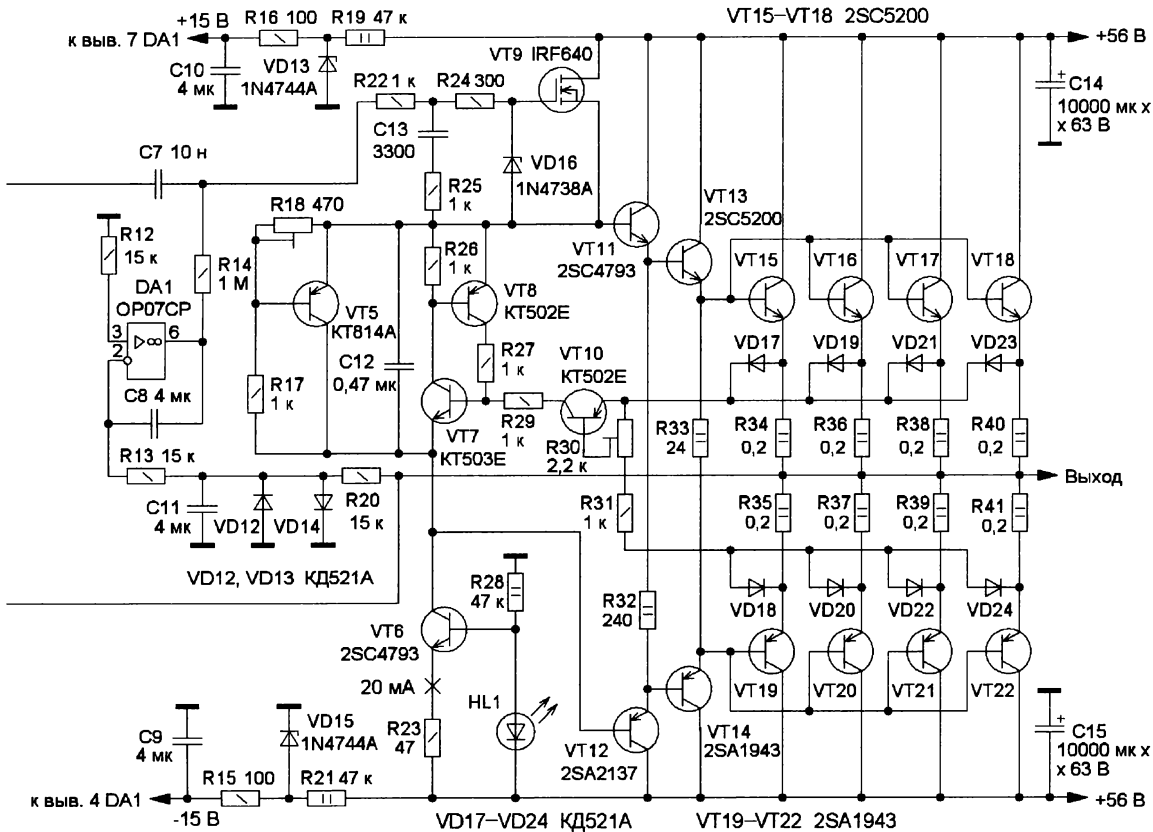 +15 В
к выв. 7 DA1
R16 100
R19 47 к
C10
4 мк
VD13
1N4744A
VT9 IRF640
VT15–VT18 2SC5200
+56 В
R22 1 к
R24 300
C13
3300
VD16
1N4738A
C14
10000 мк х
х 63 В
C7 10 н
R25
1 к
R18 470
VT13
2SC5200
R12
15 к
R14
1 М
R26
1 к
VT11
2SC4793
VT15
VT16
VT17
VT18
DA1
OP07CP
3
2
6
▷∞
VT5
КТ814А
VT8
КТ502Е
VD17
VD19
VD21
VD23
C8 4 мк
R17
1 к
C12
0,47 мк
R27
1 к
VT10
КТ502Е
VT7
КТ503Е
R29
1 к
R30
2,2 к
R33
24
R34
0,2
R36
0,2
R38
0,2
R40
0,2
R13 15 к
Выход
C11
4 мк
VD12
VD14
R20
15 к
R31
1 к
R35
0,2
R37
0,2
R39
0,2
R41
0,2
VD12, VD13 КД521А
R28
47 к
R32
240
VD18
VD20
VD22
VD24
VT6
2SC4793
20 мА
HL1
VT19
VT20
VT21
VT22
C9
4 мк
VD15
1N4744A
R23
47
VT12
2SA2137
VT14
2SA1943
C15
10000 мк х
х 63 В
R15 100
R21 47 к
к выв. 4 DA1
-15 В
VD17–VD24 КД521А
VT19–VT22 2SA1943
+56 В